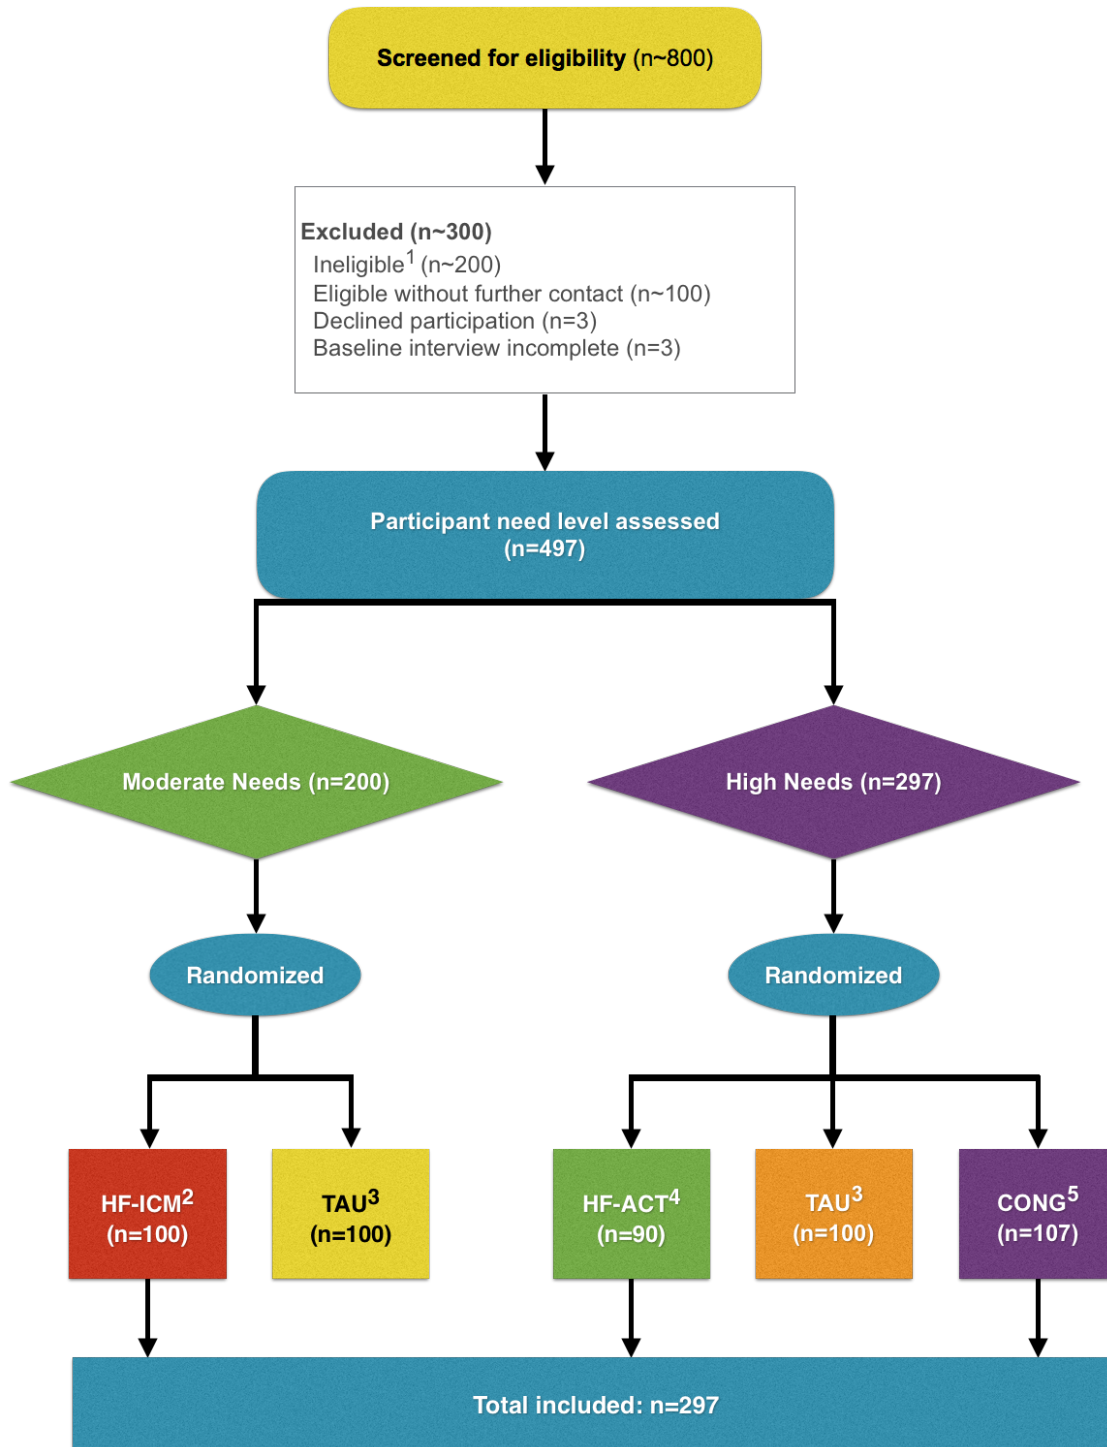 Screened for eligibility (n~800)
Excluded (n~300)
Ineligible¹ (n~200)
Eligible without further contact (n~100)
Declined participation (n=3)
Baseline interview incomplete (n=3)
Participant need level assessed
(n=497)
Moderate Needs (n=200)
High Needs (n=297)
Randomized
Randomized
HF-ICM²
(n=100)
TAU³
(n=100)
HF-ACT⁴
(n=90)
TAU³
(n=100)
CONG⁵
(n=107)
Total included: n=297